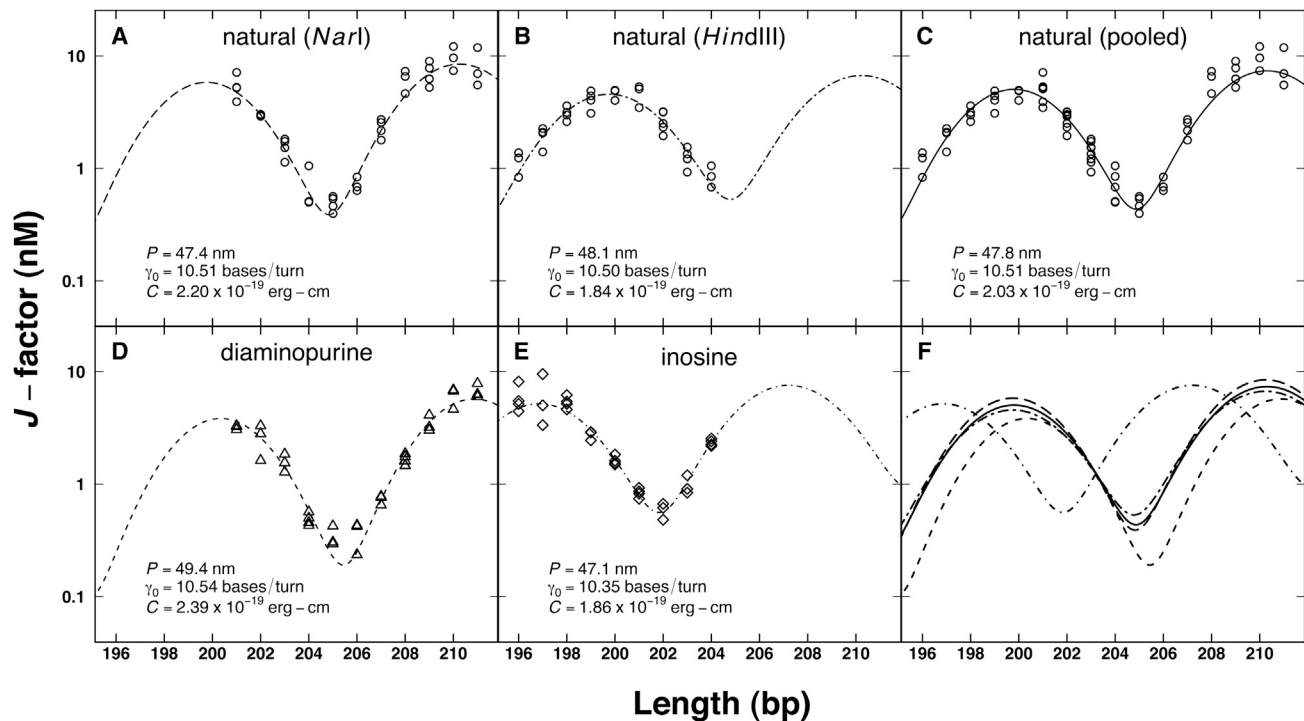 A natural (NarI)
B natural (HindIII)
C natural (pooled)
10
1
0.1
P = 47.4 nm
γ0 = 10.51 bases/turn
C = 2.20 x 10−19 erg − cm
P = 48.1 nm
γ0 = 10.50 bases/turn
C = 1.84 x 10−19 erg − cm
P = 47.8 nm
γ0 = 10.51 bases/turn
C = 2.03 x 10−19 erg − cm
J − factor (nM)
D diaminopurine
E inosine
F
10
1
0.1
P = 49.4 nm
γ0 = 10.54 bases/turn
C = 2.39 x 10−19 erg − cm
P = 47.1 nm
γ0 = 10.35 bases/turn
C = 1.86 x 10−19 erg − cm
196 198 200 202 204 206 208 210
196 198 200 202 204 206 208 210
196 198 200 202 204 206 208 210
Length (bp)